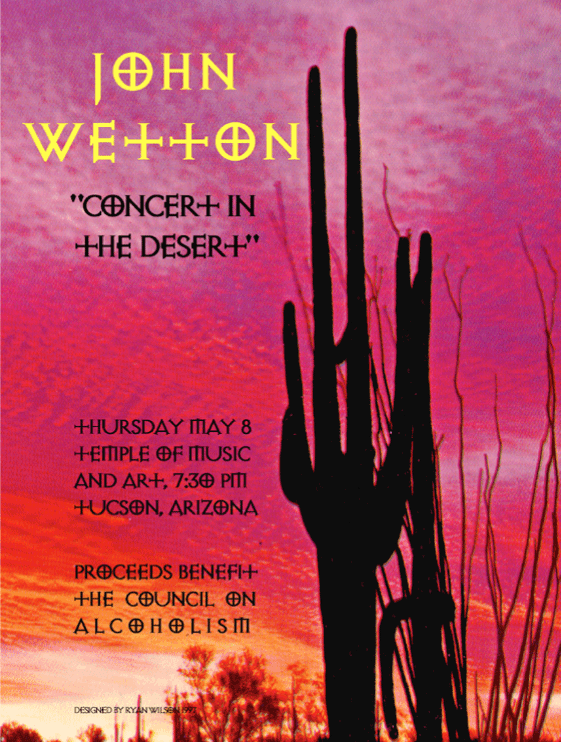 JOHN
WETTON
"CONCERT IN
THE DESERT"
THURSDAY MAY 8
TEMPLE OF MUSIC
AND ART, 7:30 PM
TUCSON, ARIZONA
PROCEEDS BENEFIT
THE COUNCIL ON
ALCOHOLISM
DESIGNED BY RYAN WILSON